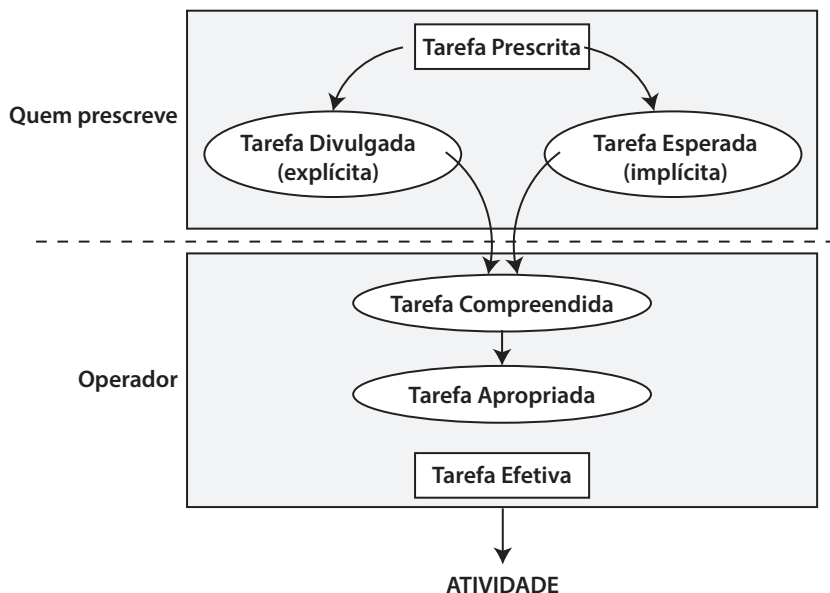 Tarefa Prescrita
Quem prescreve
Tarefa Divulgada
(explícita)
Tarefa Esperada
(implícita)
Tarefa Compreendida
Operador
Tarefa Apropriada
Tarefa Efetiva
ATIVIDADE